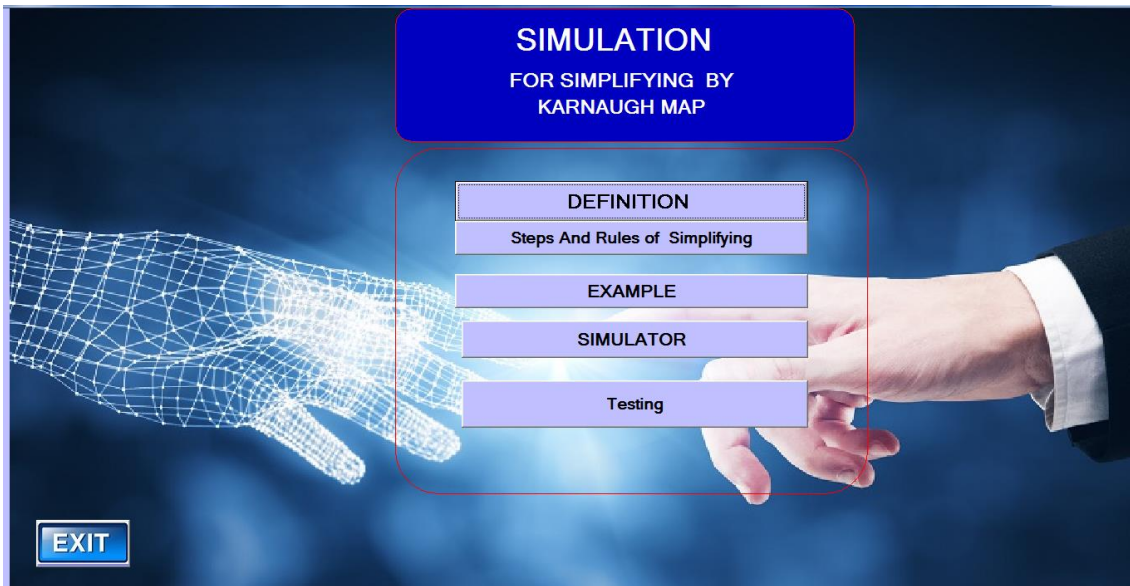 SIMULATION
FOR SIMPLIFYING BY
KARNAUGH MAP
DEFINITION
Steps And Rules of Simplifying
EXAMPLE
SIMULATOR
Testing
EXIT